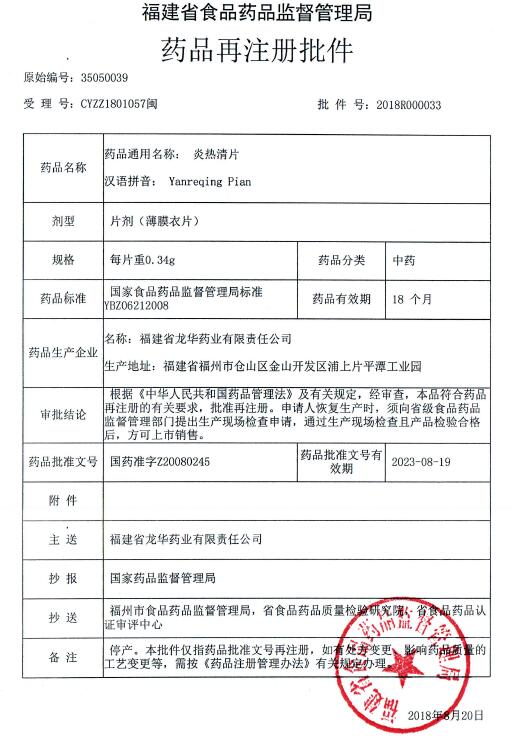 福建省食品药品监督管理局
药品再注册批件
原始编号：35050039
受 理 号：CYZZ1801057闽
批 件 号：2018R000033
药品名称
药品通用名称： 炎热清片
汉语拼音： Yanreqing Pian
剂型
片剂（薄膜衣片）
规格
每片重0.34g
药品分类
中药
药品标准
国家食品药品监督管理局标准
YBZ06212008
药品有效期
18 个月
药品生产企业
名称：福建省龙华药业有限责任公司
生产地址：福建省福州市仓山区金山开发区浦上片平潭工业园
审批结论
根据《中华人民共和国药品管理法》及有关规定，经审查，本品符合药品
再注册的有关要求，批准再注册。申请人恢复生产时，须向省级食品药品
监督管理部门提出生产现场检查申请，通过生产现场检查且产品检验合格
后，方可上市销售。
药品批准文号
国药准字Z20080245
药品批准文号有
效期
2023-08-19
附 件
主 送
福建省龙华药业有限责任公司
抄 报
国家药品监督管理局
抄 送
福州市食品药品监督管理局，省食品药品质量检验研究院，省食品药品认
证审评中心
备 注
停产。本批件仅指药品批准文号再注册，如有处方变更、影响药品质量的
工艺变更等，需按《药品注册管理办法》有关规定办理。
福建省食品药品监督管理局
2018年8月20日